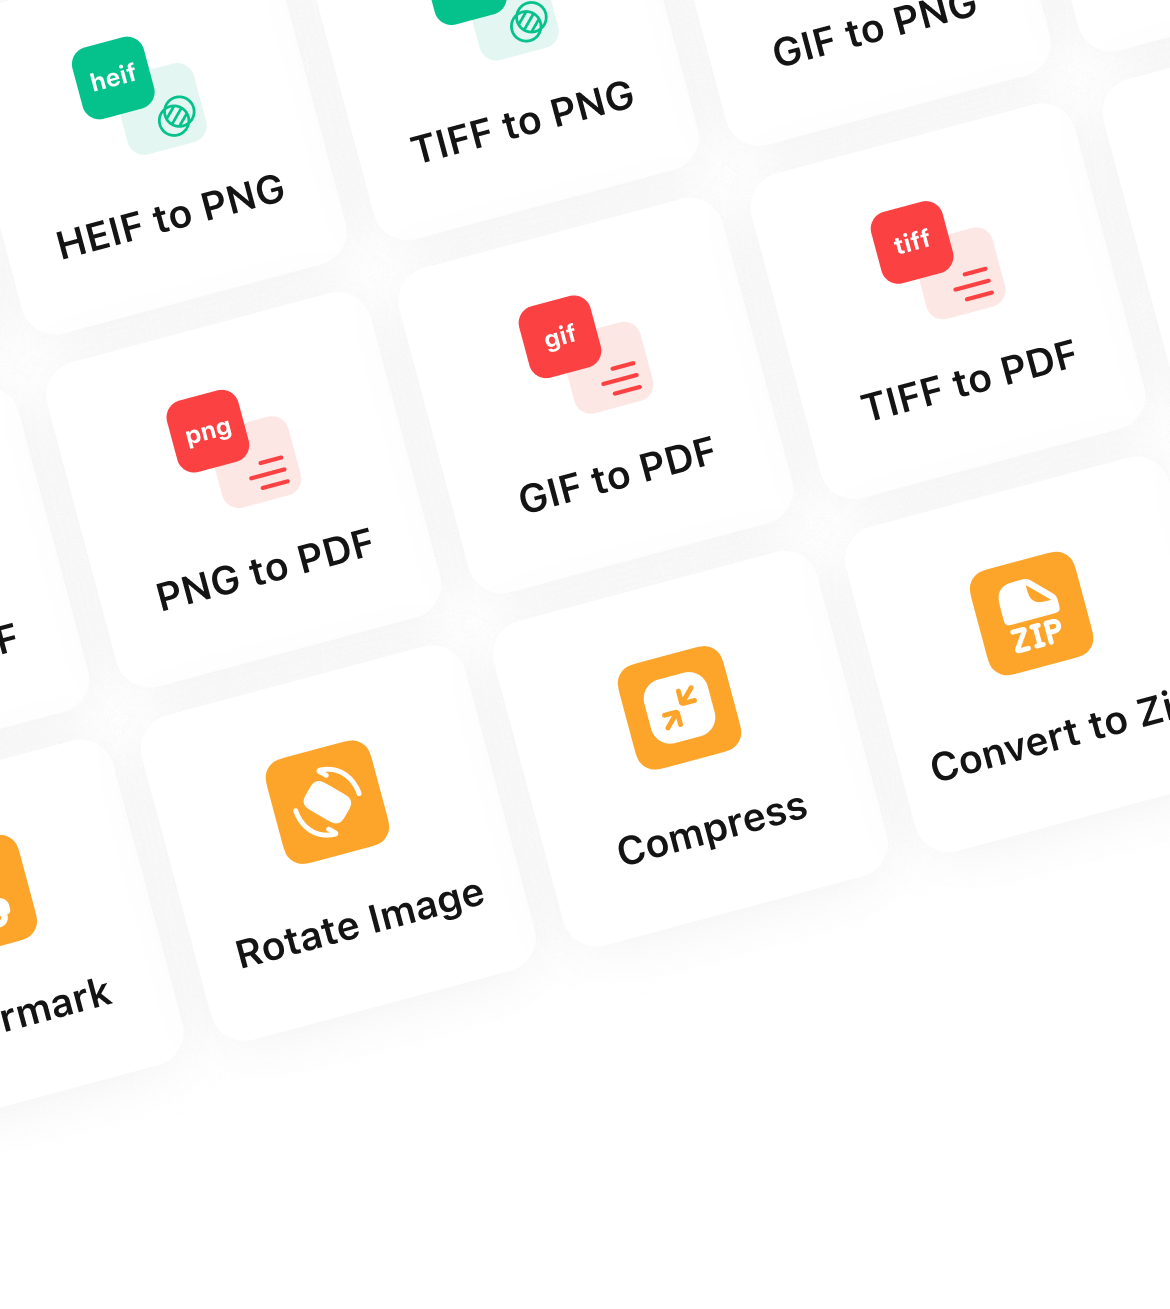 heif
HEIF to PNG
TIFF to PNG
GIF to PNG
F
png
PNG to PDF
gif
GIF to PDF
tiff
TIFF to PDF
rmark
Rotate Image
Compress
ZIP
Convert to Zi